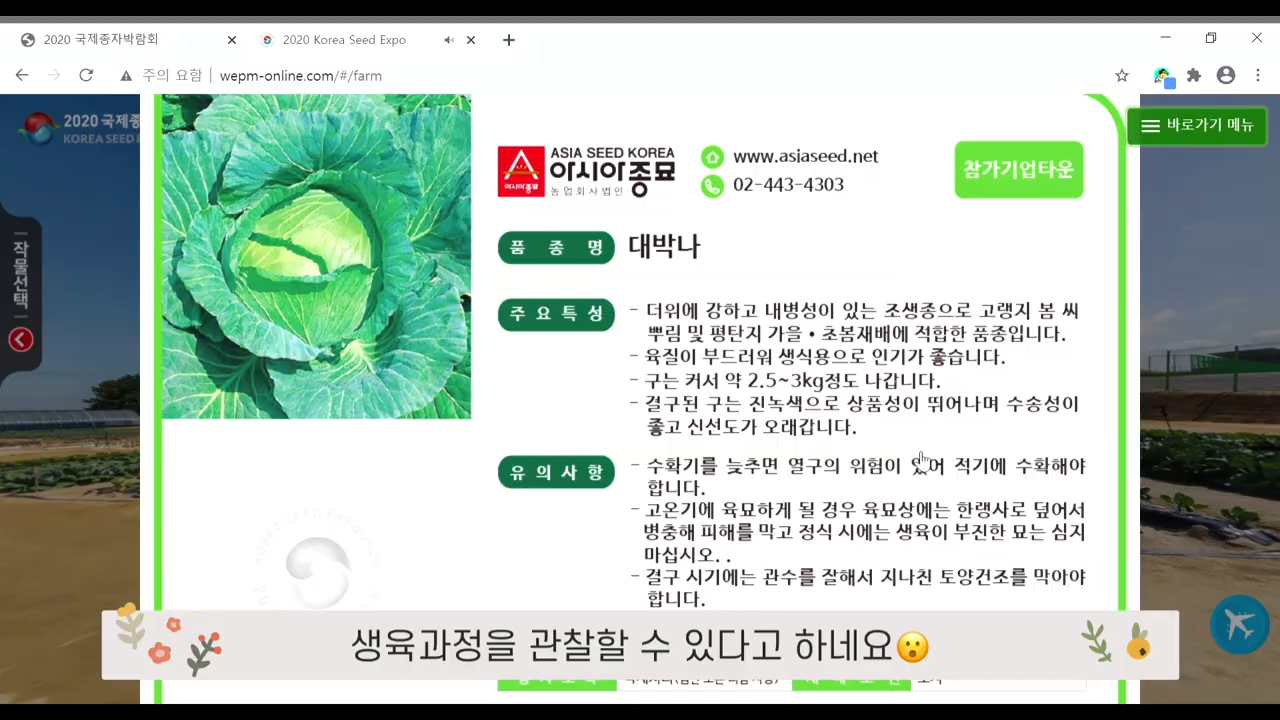 2020 국제종자박람회
2020 Korea Seed Expo
주의 요함
wepm-online.com/#/farm
2020 국제종
KOREA SEED
바로가기 메뉴
작물선택
ASIA SEED KOREA
아시아종묘
농업회사법인
아시아종묘
www.asiaseed.net
02-443-4303
참가기업타운
품 종 명
대박나
주 요 특 성
- 더위에 강하고 내병성이 있는 조생종으로 고랭지 봄 씨
뿌림 및 평탄지 가을·초봄재배에 적합한 품종입니다.
- 육질이 부드러워 생식용으로 인기가 좋습니다.
- 구는 커서 약 2.5~3kg정도 나갑니다.
- 결구된 구는 진녹색으로 상품성이 뛰어나며 수송성이
좋고 신선도가 오래갑니다.
유 의 사 항
- 수확기를 늦추면 열구의 위험이 있어 적기에 수확해야
합니다.
- 고온기에 육묘하게 될 경우 육묘상에는 한랭사로 덮어서
병충해 피해를 막고 정식 시에는 생육이 부진한 묘는 심지
마십시오. .
- 결구 시기에는 관수를 잘해서 지나친 토양건조를 막아야
합니다.
생육과정을 관찰할 수 있다고 하네요😮